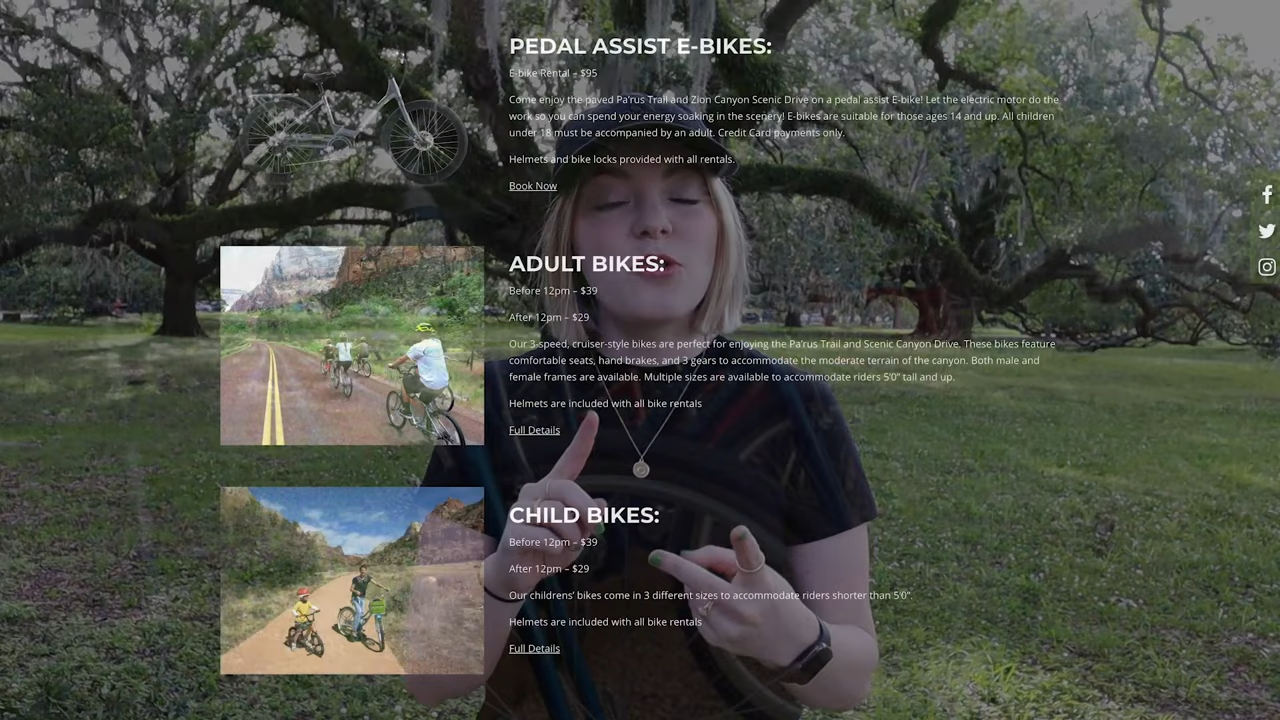 PEDAL ASSIST E-BIKES:
E-bike Rental – $95
Come enjoy the paved Pa'rus Trail and Zion Canyon Scenic Drive on a pedal assist E-bike! Let the electric motor do the
work so you can spend your energy soaking in the scenery! E-bikes are suitable for those ages 14 and up. All children
under 18 must be accompanied by an adult. Credit Card payments only.
Helmets and bike locks provided with all rentals.
Book Now
ADULT BIKES:
Before 12pm – $39
After 12pm – $29
Our 3-speed, cruiser-style bikes are perfect for enjoying the Pa'rus Trail and Scenic Canyon Drive. These bikes feature
comfortable seats, hand brakes, and 3 gears to accommodate the moderate terrain of the canyon. Both male and
female frames are available. Multiple sizes are available to accommodate riders 5'0" tall and up.
Helmets are included with all bike rentals
Full Details
CHILD BIKES:
Before 12pm – $39
After 12pm – $29
Our childrens' bikes come in 3 different sizes to accommodate riders shorter than 5'0".
Helmets are included with all bike rentals
Full Details